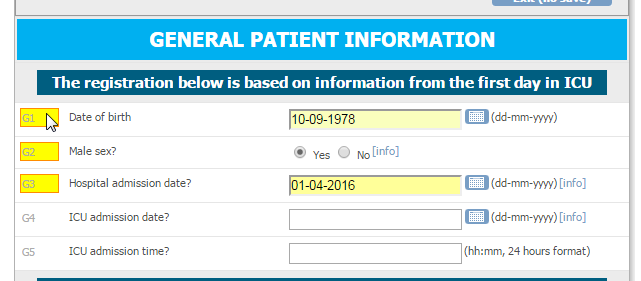 Exit (no save)
GENERAL PATIENT INFORMATION
The registration below is based on information from the first day in ICU
G1 Date of birth 10-09-1978 (dd-mm-yyyy)
G2 Male sex? Yes No [info]
G3 Hospital admission date? 01-04-2016 (dd-mm-yyyy) [info]
G4 ICU admission date? (dd-mm-yyyy) [info]
G5 ICU admission time? (hh:mm, 24 hours format)